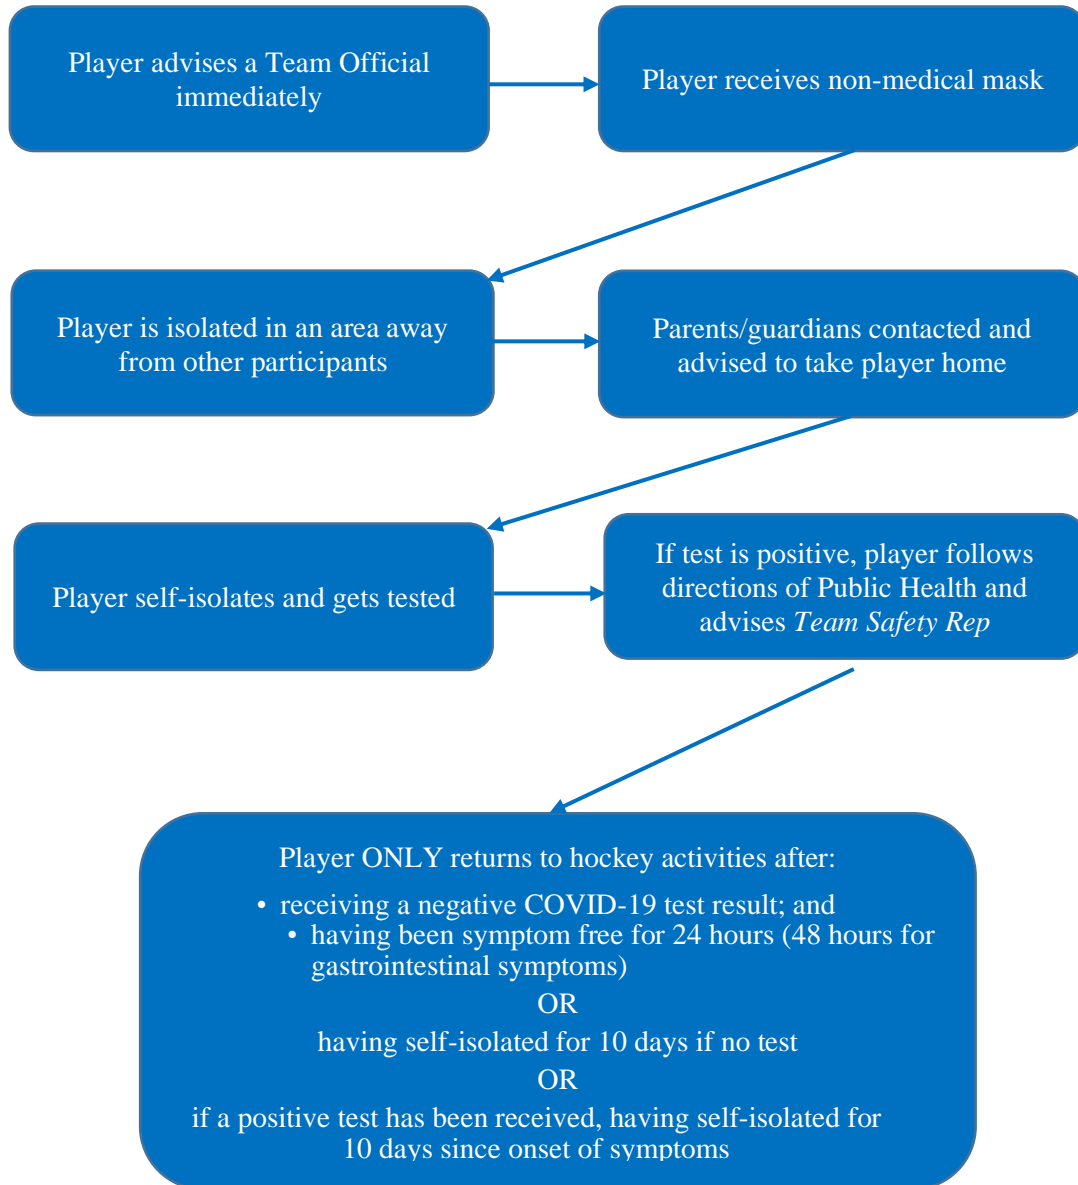 Player advises a Team Official
immediately
Player receives non-medical mask
Player is isolated in an area away
from other participants
Parents/guardians contacted and
advised to take player home
Player self-isolates and gets tested
If test is positive, player follows
directions of Public Health and
advises Team Safety Rep
Player ONLY returns to hockey activities after:
• receiving a negative COVID-19 test result; and
• having been symptom free for 24 hours (48 hours for
gastrointestinal symptoms)
OR
having self-isolated for 10 days if no test
OR
if a positive test has been received, having self-isolated for
10 days since onset of symptoms